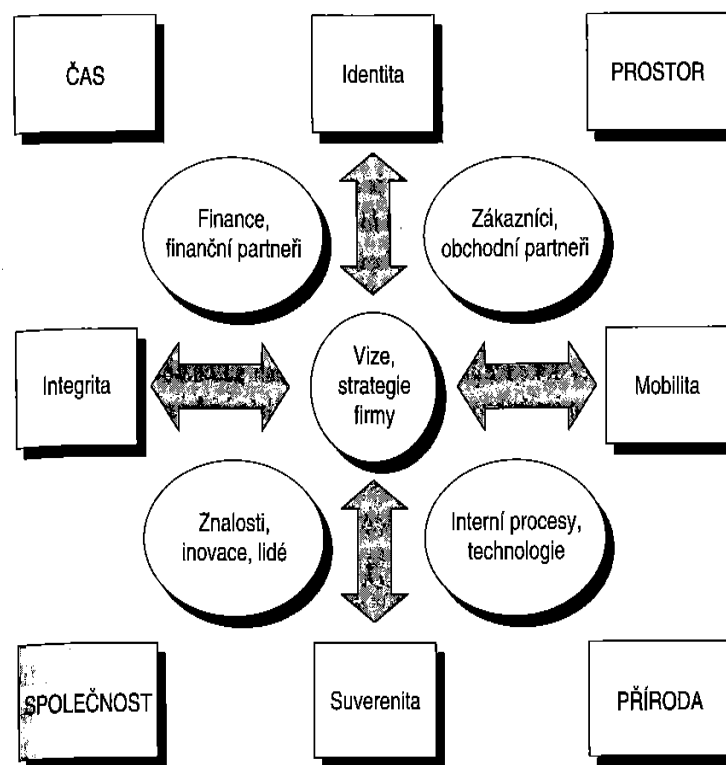 ČAS
Identita
PROSTOR
Finance,
finanční partneři
Zákazníci,
obchodní partneři
Integrita
Vize,
strategie
firmy
Mobilita
Znalosti,
inovace, lidé
Interní procesy,
technologie
SPOLEČNOST
Suverenita
PŘÍRODA